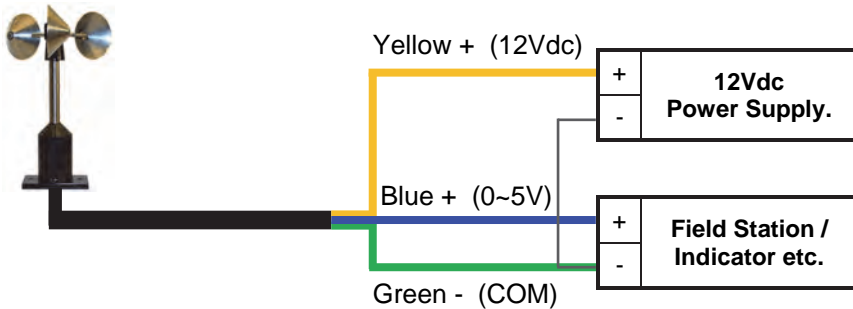 Yellow + (12Vdc)
+
12Vdc
Power Supply.
-
Blue + (0~5V)
+
Field Station /
Indicator etc.
-
Green - (COM)